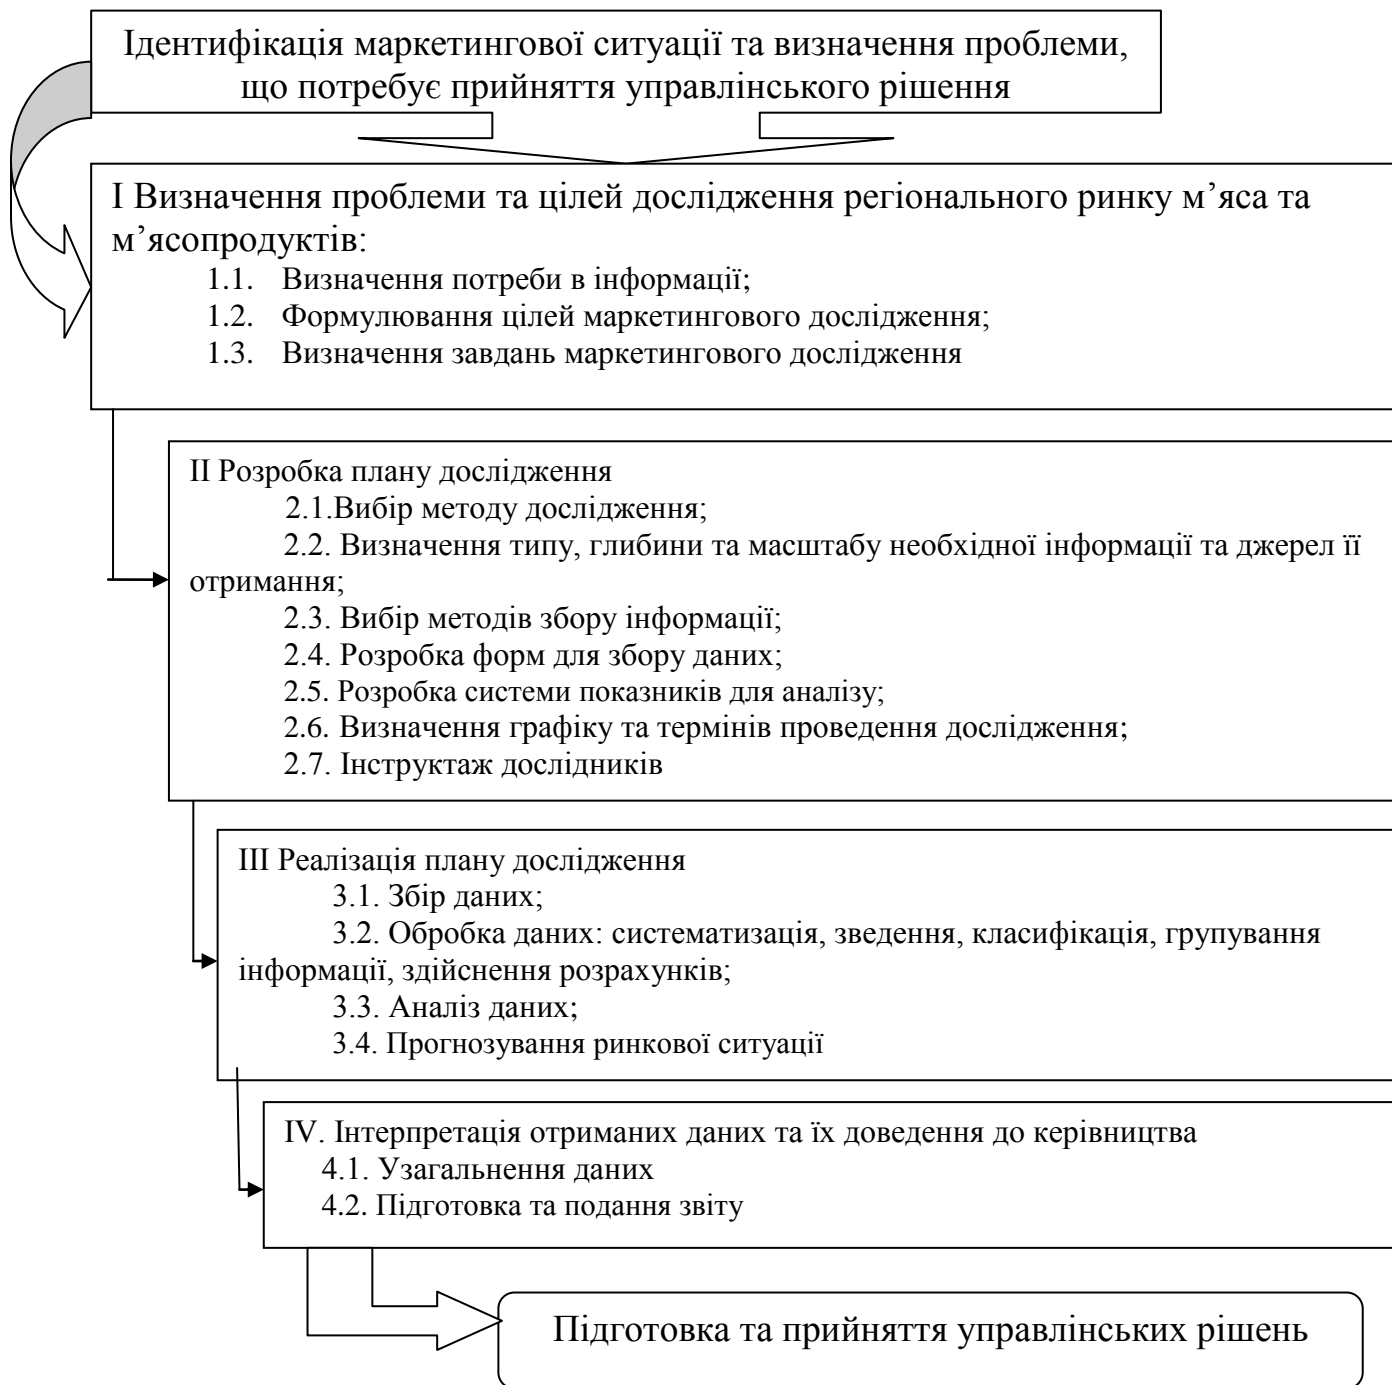 Ідентифікація маркетингової ситуації та визначення проблеми,
що потребує прийняття управлінського рішення
І Визначення проблеми та цілей дослідження регіонального ринку м’яса та
м’ясопродуктів:
1.1. Визначення потреби в інформації;
1.2. Формулювання цілей маркетингового дослідження;
1.3. Визначення завдань маркетингового дослідження
ІІ Розробка плану дослідження
2.1.Вибір методу дослідження;
2.2. Визначення типу, глибини та масштабу необхідної інформації та джерел її
отримання;
2.3. Вибір методів збору інформації;
2.4. Розробка форм для збору даних;
2.5. Розробка системи показників для аналізу;
2.6. Визначення графіку та термінів проведення дослідження;
2.7. Інструктаж дослідників
ІІІ Реалізація плану дослідження
3.1. Збір даних;
3.2. Обробка даних: систематизація, зведення, класифікація, групування
інформації, здійснення розрахунків;
3.3. Аналіз даних;
3.4. Прогнозування ринкової ситуації
IV. Інтерпретація отриманих даних та їх доведення до керівництва
4.1. Узагальнення даних
4.2. Підготовка та подання звіту
Підготовка та прийняття управлінських рішень